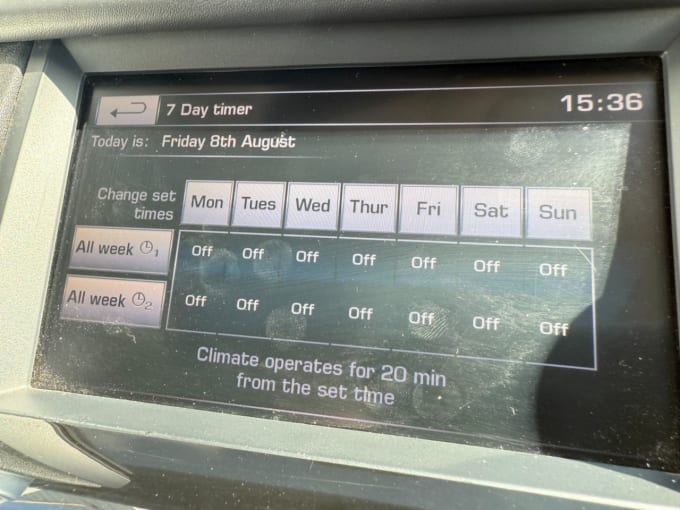 7 Day timer 15:36
Today is: Friday 8th August
Change set times Mon Tues Wed Thur Fri Sat Sun
All week 1 Off Off Off Off Off Off Off
All week 2 Off Off Off Off Off Off Off
Climate operates for 20 min
from the set time